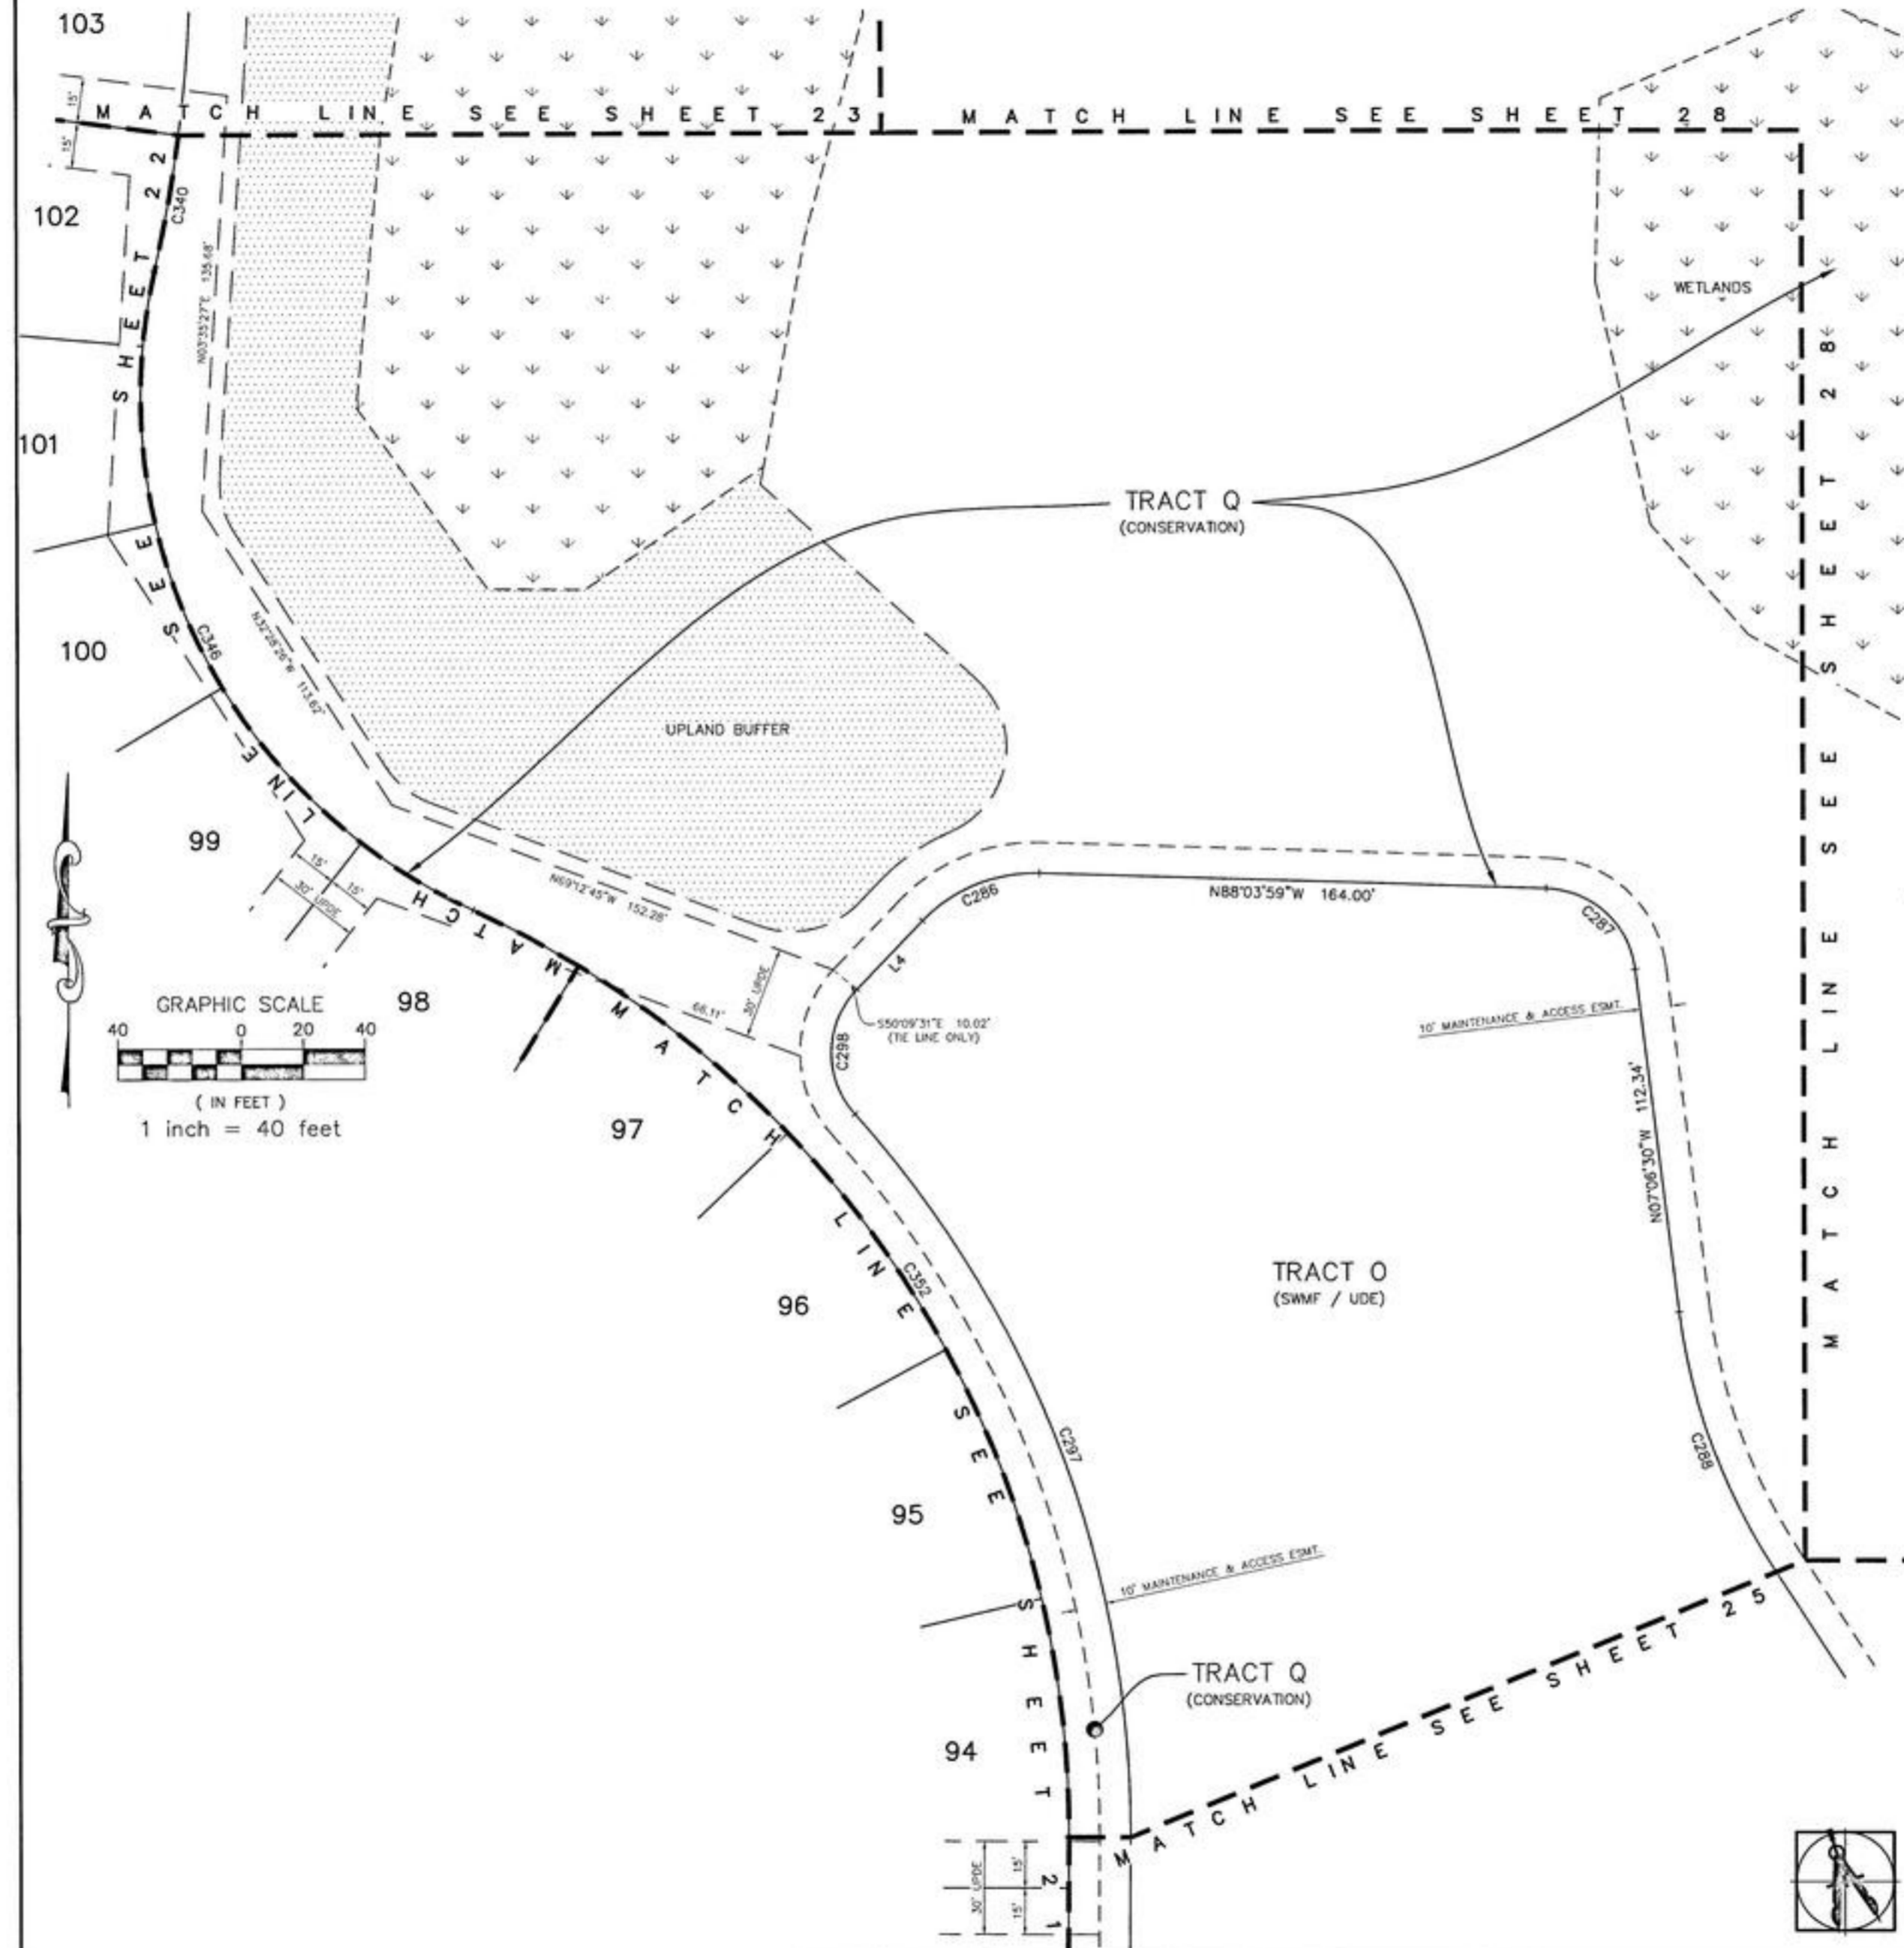 103
MATCH LINE SEE SHEET 23
MATCH LINE SEE SHEET 28
15'
15'
102
C340
N03°35'27"E 135.68'
WETLANDS
101
TRACT Q
(CONSERVATION)
100
C346
N32°28'26"W 113.62'
UPLAND BUFFER
MATCH LINE SEE SHEET 22
MATCH LINE SEE SHEET 28
99
15'
15'
30' UPDE
N69°12'45"W 152.28'
C286
N88°03'59"W 164.00'
C287
L4
98
66.11'
30' UPDE
S50°09'31"E 10.02'
(TIE LINE ONLY)
C298
10' MAINTENANCE & ACCESS ESMT.
N07°06'30"W 112.34'
GRAPHIC SCALE
40 0 20 40
( IN FEET )
1 inch = 40 feet
97
MATCH LINE SEE SHEET 21
C352
96
TRACT O
(SWMF / UDE)
C297
C288
95
10' MAINTENANCE & ACCESS ESMT.
TRACT Q
(CONSERVATION)
94
MATCH LINE SEE SHEET 25
30' UPDE
15'
15'